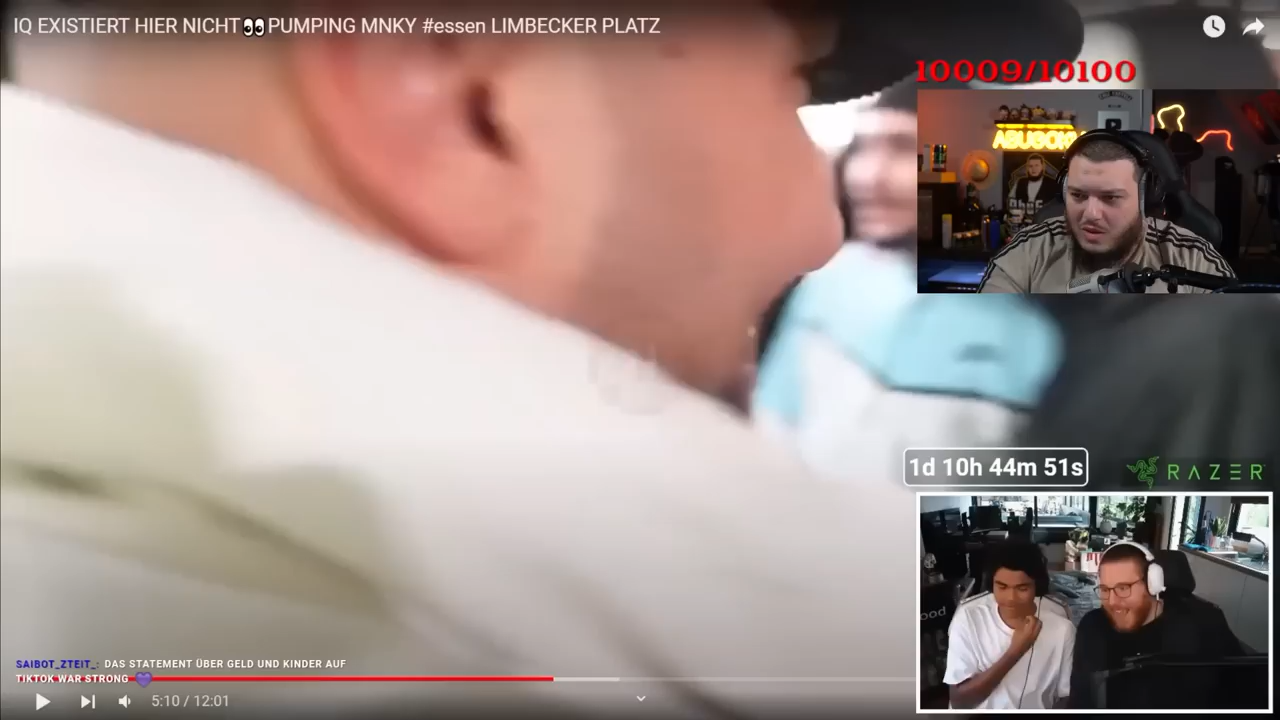 IQ EXISTIERT HIER NICHT👀PUMPING MNKY #essen LIMBECKER PLATZ
10009/10100
ABUGOKU
1d 10h 44m 51s
RAZER
ood
SAIBOT_ZTEIT_: DAS STATEMENT ÜBER GELD UND KINDER AUF
TIKTOK WAR STRONG 💜
5:10 / 12:01